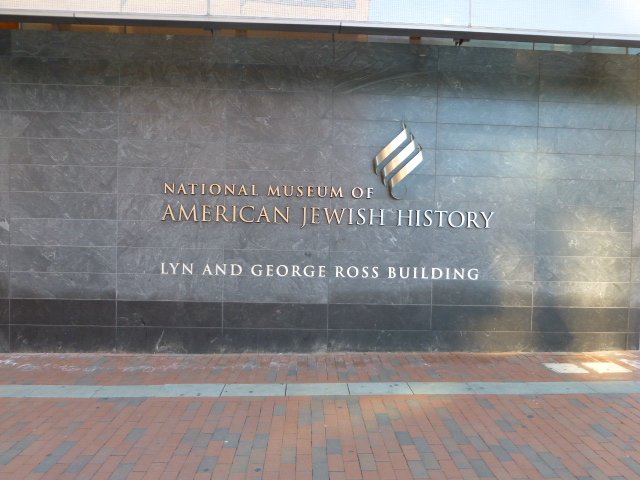 NATIONAL MUSEUM OF
AMERICAN JEWISH HISTORY
LYN AND GEORGE ROSS BUILDING